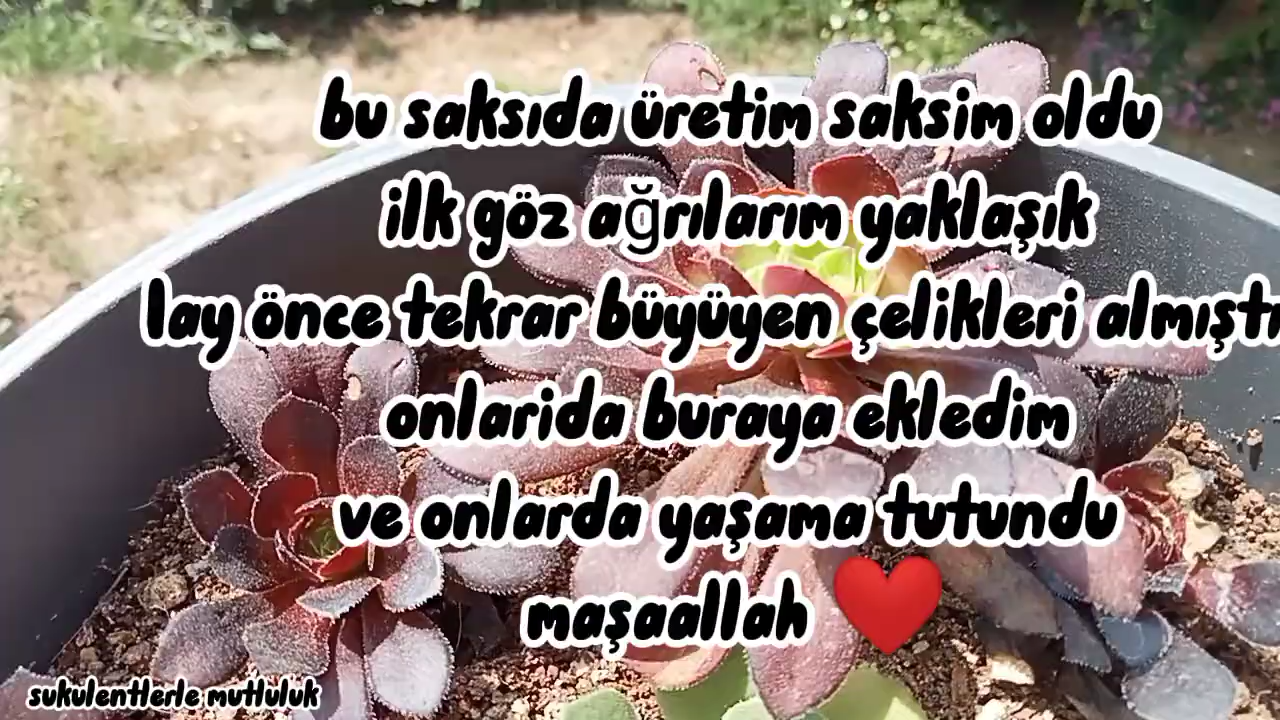 bu saksıda üretim saksim oldu
ilk göz ağrılarım yaklaşık
1ay önce tekrar büyüyen çelikleri almıştı
onlarida buraya ekledim
ve onlarda yaşama tutundu
maşaallah ❤️
sukulentlerle mutluluk